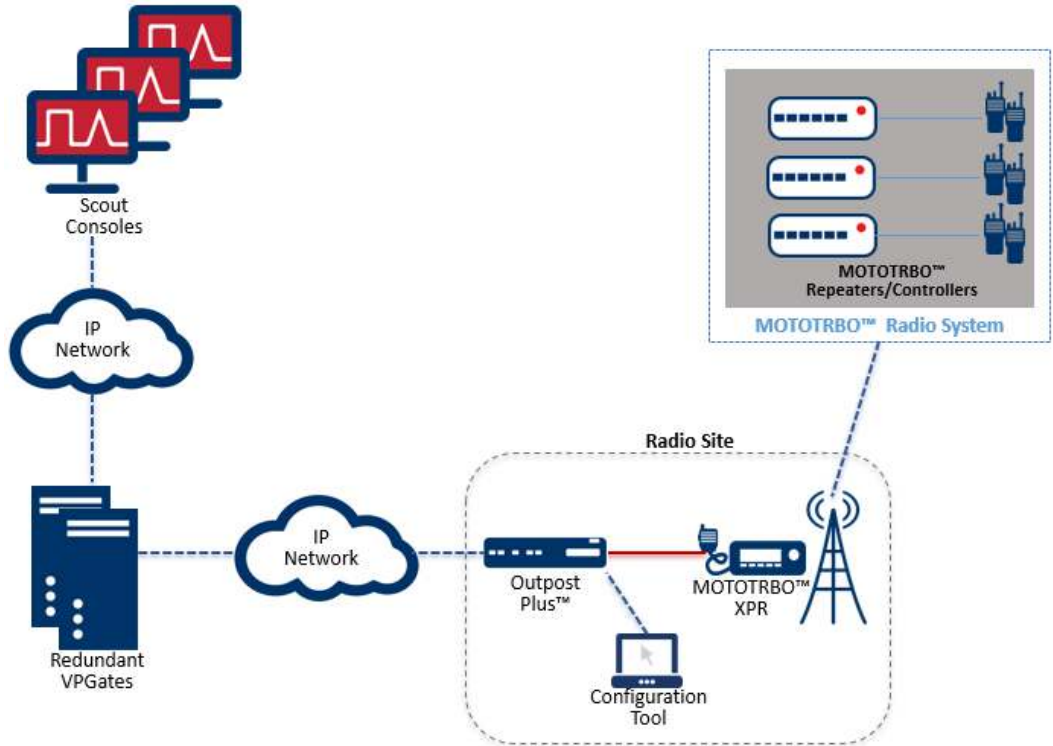 Scout
Consoles
IP
Network
MOTOTRBO™
Repeaters/Controllers
MOTOTRBO™ Radio System
Radio Site
IP
Network
Outpost
Plus™
MOTOTRBO™
XPR
Redundant
VPGates
Configuration
Tool